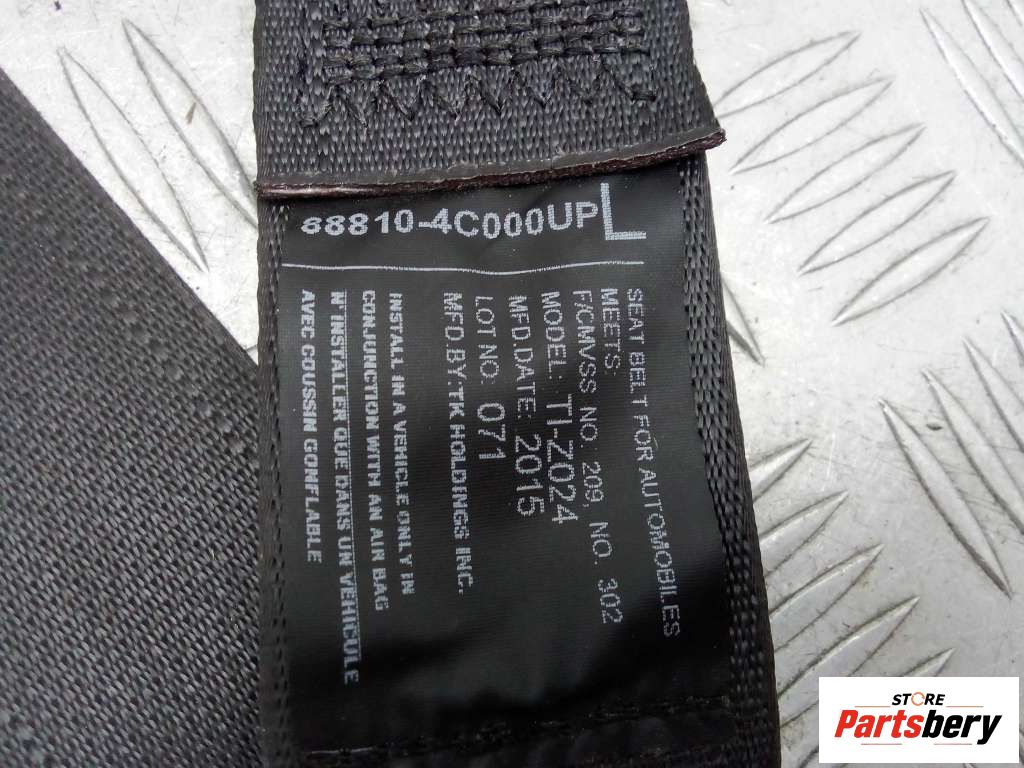 88810-4C000UP L
SEAT BELT FOR AUTOMOBILES
MEETS
F/CMVSS NO. 209, NO. 302
MODEL: TI-Z024
MFD.DATE: 2015
LOT NO: 071
MFD.BY:TK HOLDINGS INC.
INSTALL IN A VEHICLE ONLY IN
CONJUNCTION WITH AN AIR BAG
N'INSTALLER QUE DANS UN VÉHICULE
AVEC COUSSIN GONFLABLE
STORE
Partsbery